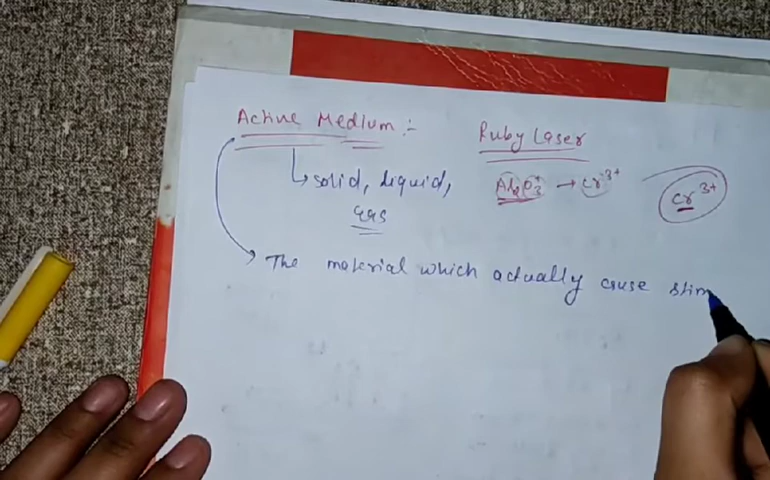 Active Medium :-
Ruby Laser
solid, liquid,
gas
Al2O3 → Cr3+
Cr3+
The material which actually cause stim